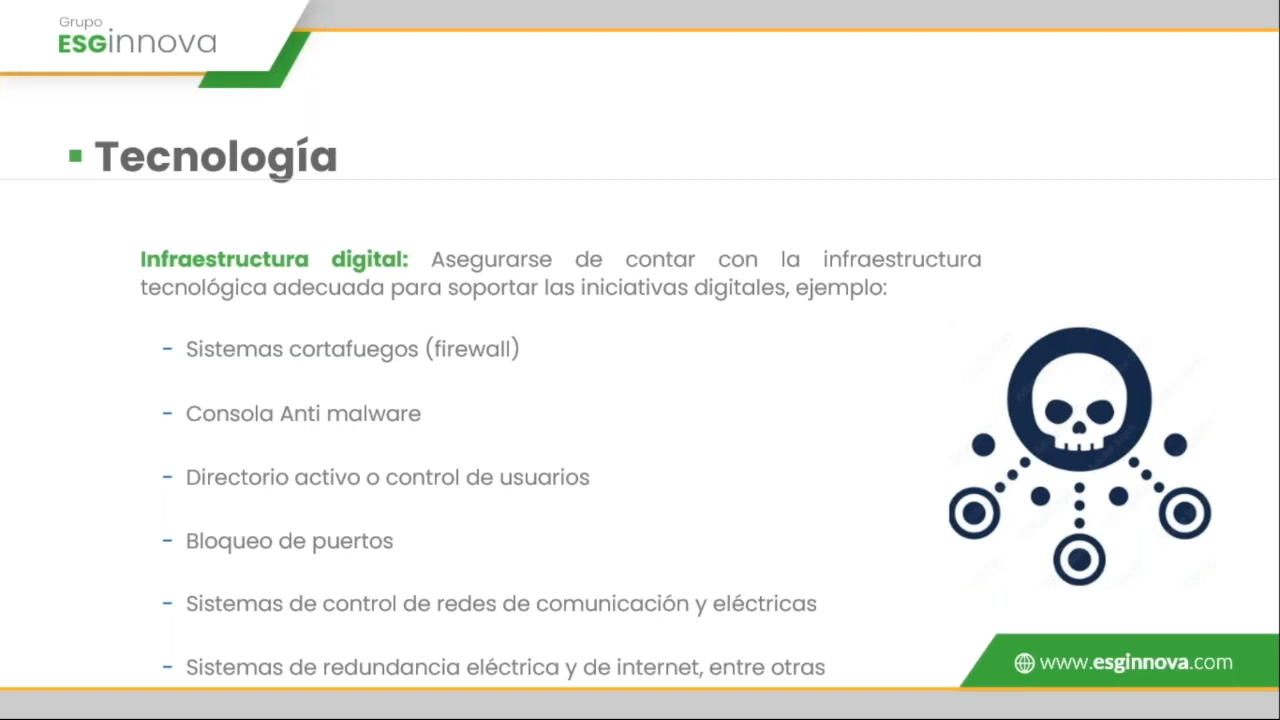 Grupo
ESGinnova
Tecnología
Infraestructura digital: Asegurarse de contar con la infraestructura
tecnológica adecuada para soportar las iniciativas digitales, ejemplo:
- Sistemas cortafuegos (firewall)
- Consola Anti malware
- Directorio activo o control de usuarios
- Bloqueo de puertos
- Sistemas de control de redes de comunicación y eléctricas
- Sistemas de redundancia eléctrica y de internet, entre otras
www.esginnova.com